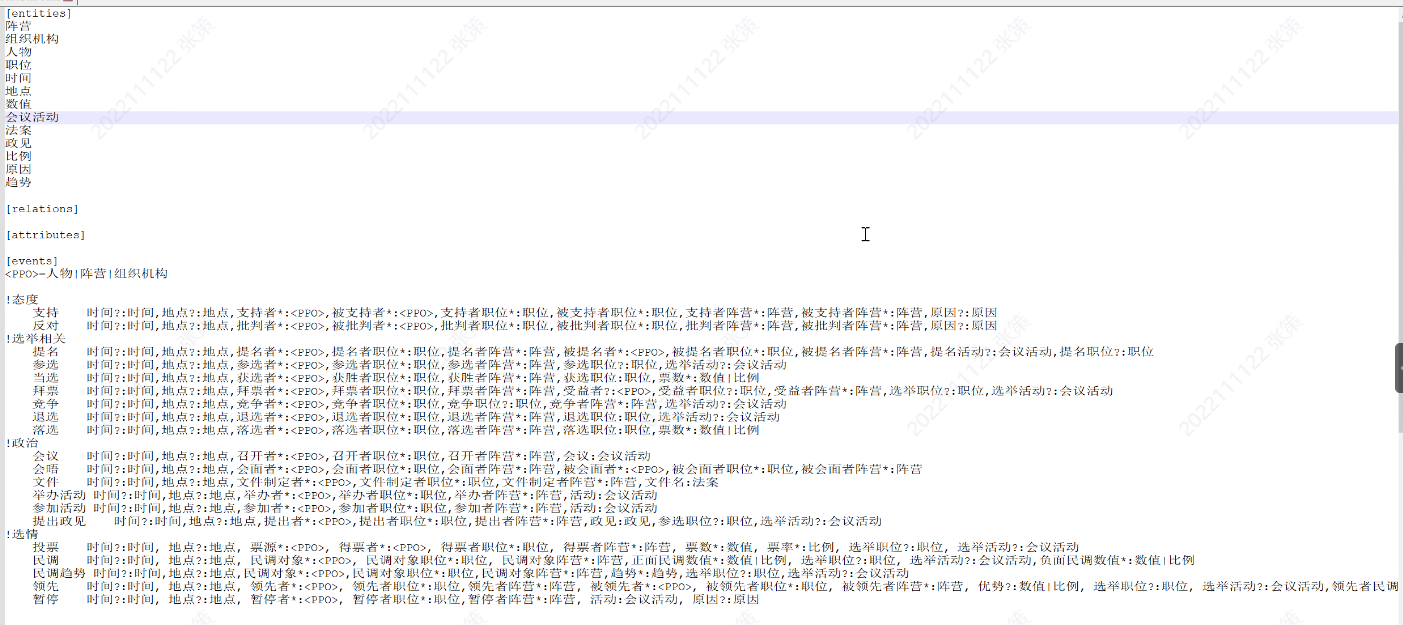 [entities]
阵营
组织机构
人物
职位
时间
地点
数值
会议活动
法案
政见
比例
原因
趋势
[relations]
[attributes]
[events]
<PPO>=人物|阵营|组织机构
!态度
支持 时间?:时间,地点?:地点,支持者*:<PPO>,被支持者*:<PPO>,支持者职位*:职位,被支持者职位*:职位,支持者阵营*:阵营,被支持者阵营*:阵营,原因?:原因
反对 时间?:时间,地点?:地点,批判者*:<PPO>,被批判者*:<PPO>,批判者职位*:职位,被批判者职位*:职位,批判者阵营*:阵营,被批判者阵营*:阵营,原因?:原因
!选举相关
提名 时间?:时间,地点?:地点,提名者*:<PPO>,提名者职位*:职位,提名者阵营*:阵营,被提名者*:<PPO>,被提名者职位*:职位,被提名者阵营*:阵营,提名活动?:会议活动,提名职位?:职位
参选 时间?:时间,地点?:地点,参选者*:<PPO>,参选者职位*:职位,参选者阵营*:阵营,参选职位?:职位,选举活动?:会议活动
当选 时间?:时间,地点?:地点,获选者*:<PPO>,获胜者职位*:职位,获胜者阵营*:阵营,获选职位:职位,票数*:数值|比例
拜票 时间?:时间,地点?:地点,拜票者*:<PPO>,拜票者职位*:职位,拜票者阵营*:阵营,受益者?:<PPO>,受益者职位?:职位,受益者阵营*:阵营,选举职位?:职位,选举活动?:会议活动
竞争 时间?:时间,地点?:地点,竞争者*:<PPO>,竞争者职位*:职位,竞争职位?:职位,竞争者阵营*:阵营,选举活动?:会议活动
退选 时间?:时间,地点?:地点,退选者*:<PPO>,退选者职位*:职位,退选者阵营*:阵营,退选职位:职位,选举活动?:会议活动
落选 时间?:时间,地点?:地点,落选者*:<PPO>,落选者职位*:职位,落选者阵营*:阵营,落选职位:职位,票数*:数值|比例
!政治
会议 时间?:时间,地点?:地点,召开者*:<PPO>,召开者职位*:职位,召开者阵营*:阵营,会议:会议活动
会晤 时间?:时间,地点?:地点,会面者*:<PPO>,会面者职位*:职位,会面者阵营*:阵营,被会面者*:<PPO>,被会面者职位*:职位,被会面者阵营*:阵营
文件 时间?:时间,地点?:地点,文件制定者*:<PPO>,文件制定者职位*:职位,文件制定者阵营*:阵营,文件名:法案
举办活动 时间?:时间,地点?:地点,举办者*:<PPO>,举办者职位*:职位,举办者阵营*:阵营,活动:会议活动
参加活动 时间?:时间,地点?:地点,参加者*:<PPO>,参加者职位*:职位,参加者阵营*:阵营,活动:会议活动
提出政见 时间?:时间,地点?:地点,提出者*:<PPO>,提出者职位*:职位,提出者阵营*:阵营,政见:政见,参选职位?:职位,选举活动?:会议活动
!选情
投票 时间?:时间, 地点?:地点, 票源*:<PPO>, 得票者*:<PPO>, 得票者职位*:职位, 得票者阵营*:阵营, 票数*:数值, 票率*:比例, 选举职位?:职位, 选举活动?:会议活动
民调 时间?:时间, 地点?:地点, 民调对象*:<PPO>, 民调对象职位*:职位, 民调对象阵营*:阵营,正面民调数值*:数值|比例, 选举职位?:职位, 选举活动?:会议活动,负面民调数值*:数值|比例
民调趋势 时间?:时间,地点?:地点,民调对象*:<PPO>,民调对象职位*:职位,民调对象阵营*:阵营,趋势*:趋势,选举职位?:职位,选举活动?:会议活动
领先 时间?:时间, 地点?:地点, 领先者*:<PPO>, 领先者职位*:职位,领先者阵营*:阵营, 被领先者*:<PPO>, 被领先者职位*:职位, 被领先者阵营*:阵营, 优势?:数值|比例, 选举职位?:职位, 选举活动?:会议活动,领先者民调
暂停 时间?:时间, 地点?:地点, 暂停者*:<PPO>, 暂停者职位*:职位,暂停者阵营*:阵营, 活动:会议活动, 原因?:原因
2022111122 张策
2022111122 张策
2022111122 张策
2022111122 张策
2022111122 张策
2022111122 张策